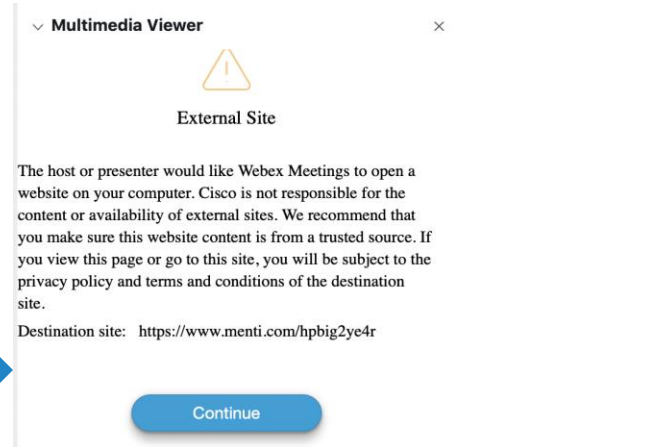 Multimedia Viewer
External Site
The host or presenter would like Webex Meetings to open a
website on your computer. Cisco is not responsible for the
content or availability of external sites. We recommend that
you make sure this website content is from a trusted source. If
you view this page or go to this site, you will be subject to the
privacy policy and terms and conditions of the destination
site.
Destination site: https://www.menti.com/hpbig2ye4r
Continue